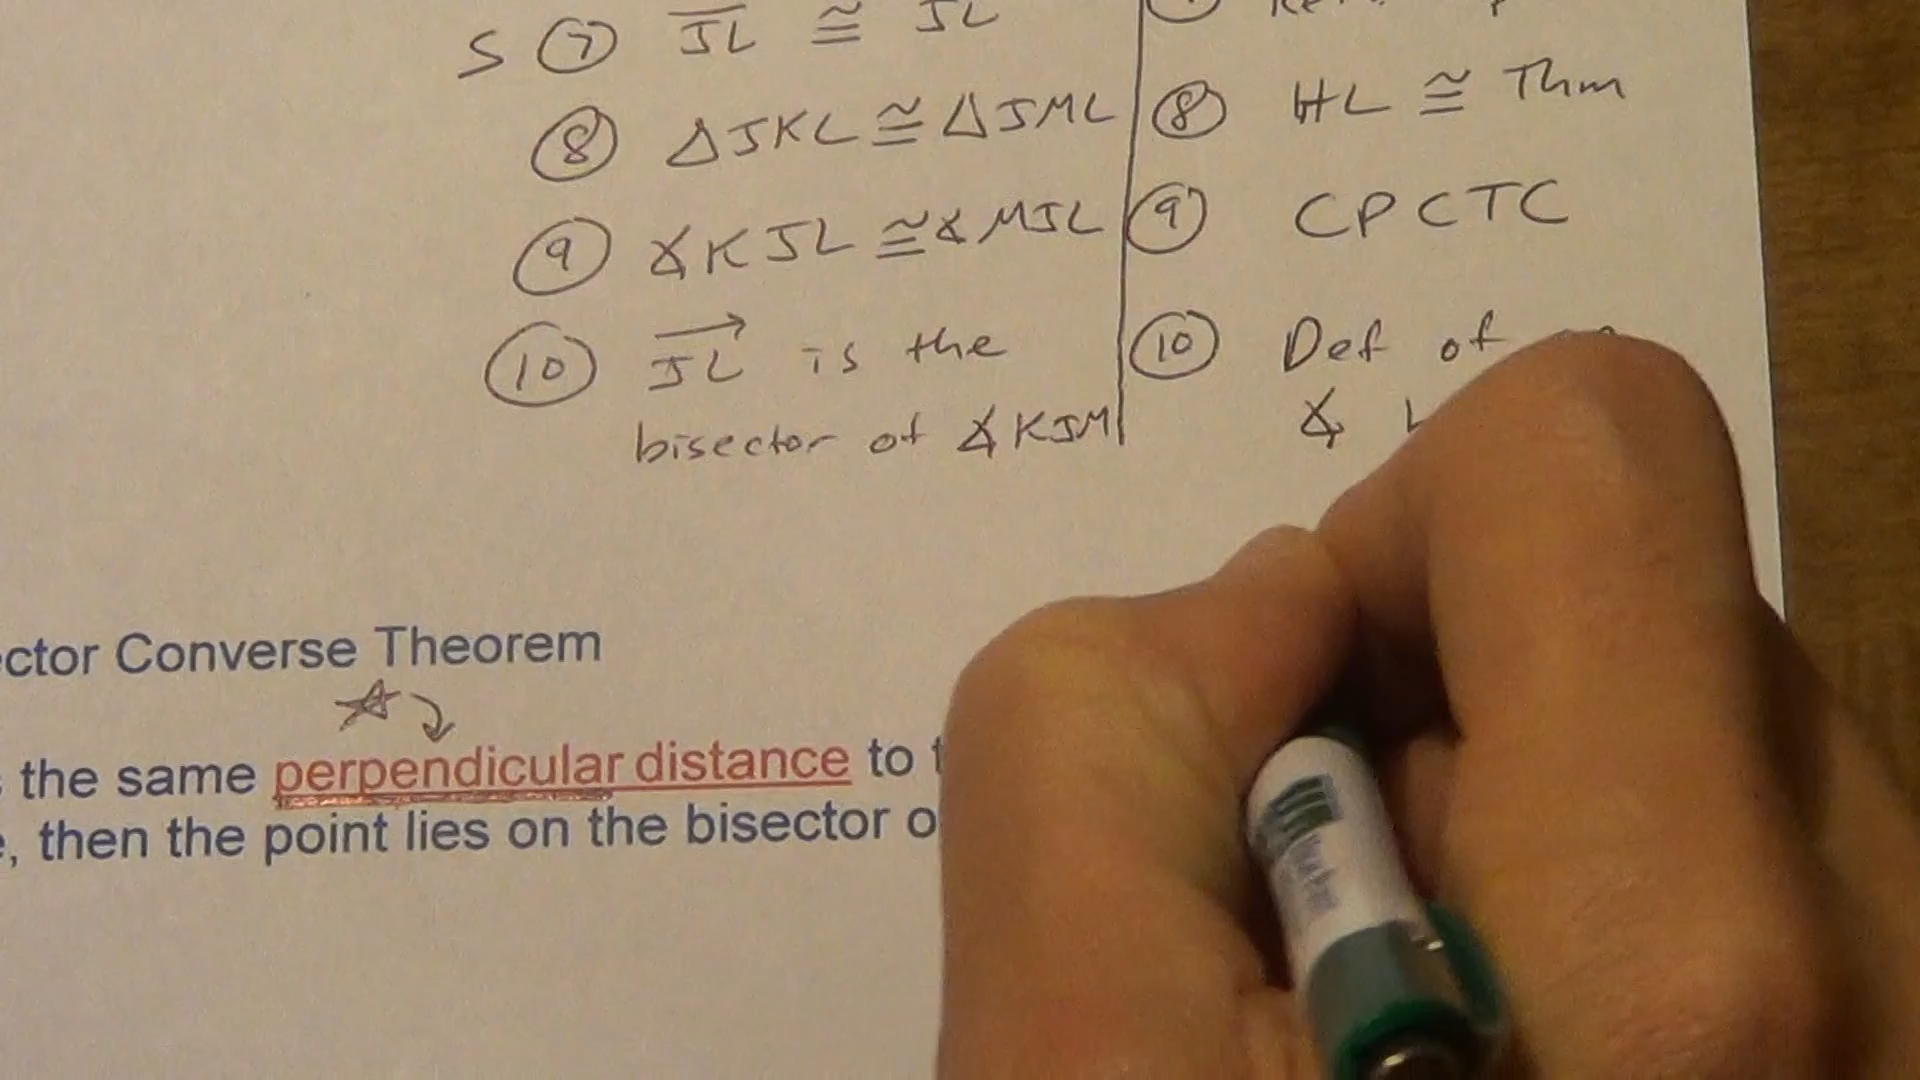 S ⑦ JL ≅ JL
⑧ △JKL ≅ △JML ⑧ HL ≅ Thm
⑨ ∡KJL ≅ ∡MJL ⑨ CPCTC
⑩ JL is the ⑩ Def of
bisector of ∡KJM ∡
ector Converse Theorem
the same perpendicular distance to
, then the point lies on the bisector